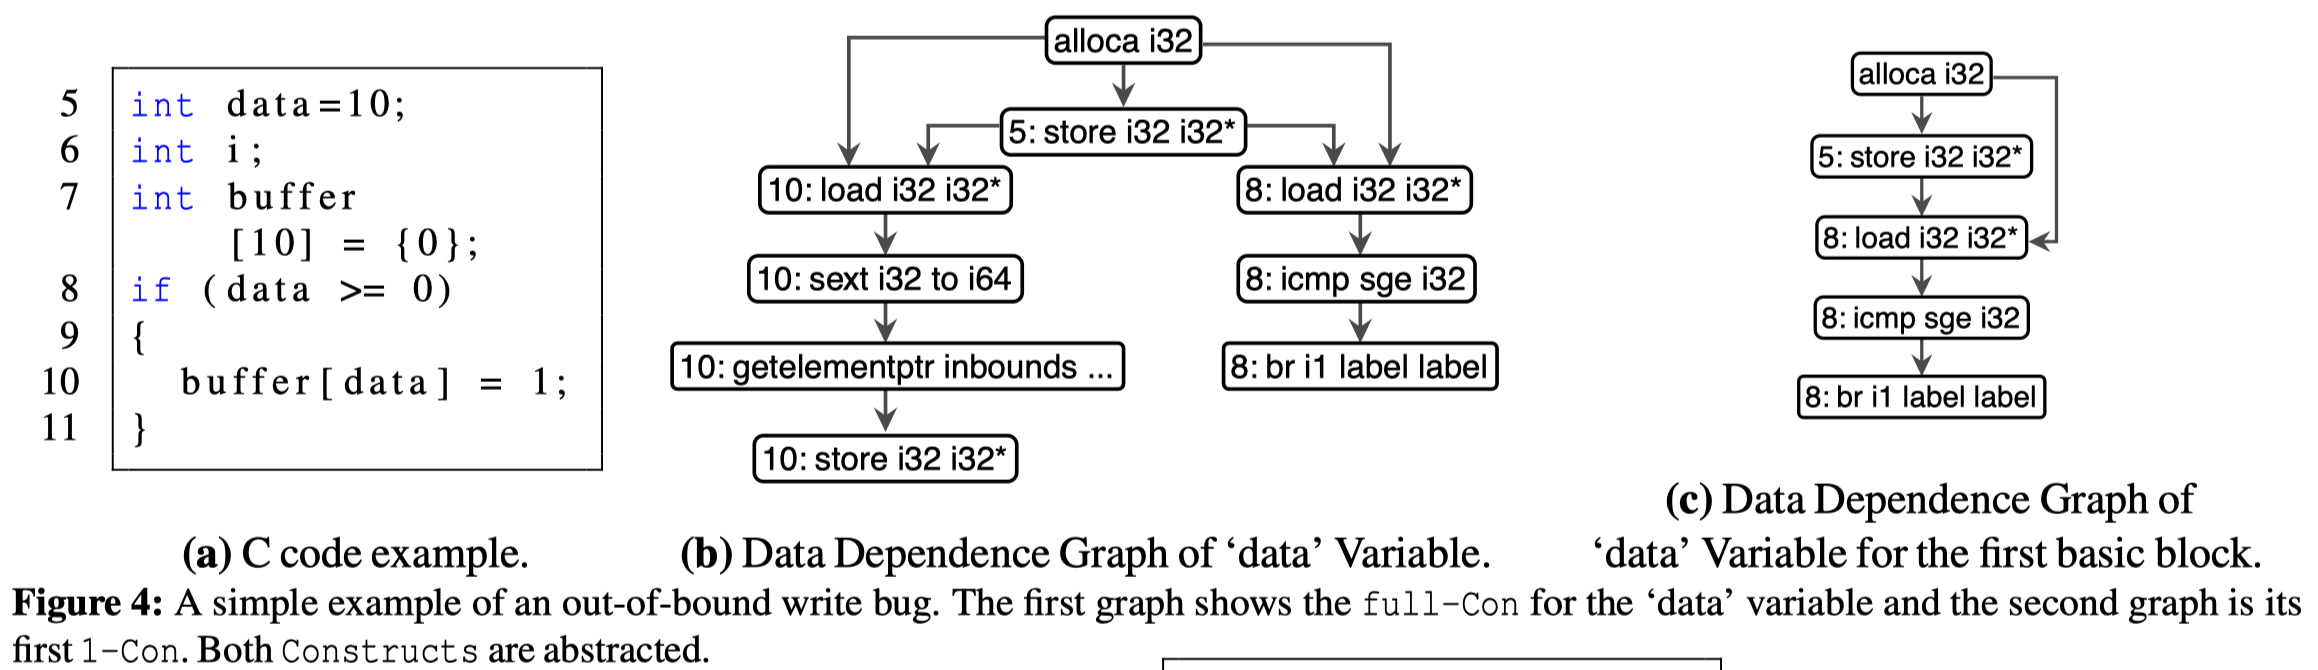 5 int data=10;
6 int i;
7 int buffer
[10] = {0};
8 if (data >= 0)
9 {
10 buffer[data] = 1;
11 }
(a) C code example.
alloca i32
5: store i32 i32*
10: load i32 i32*
8: load i32 i32*
10: sext i32 to i64
8: icmp sge i32
10: getelementptr inbounds ...
8: br i1 label label
10: store i32 i32*
(b) Data Dependence Graph of ‘data’ Variable.
alloca i32
5: store i32 i32*
8: load i32 i32*
8: icmp sge i32
8: br i1 label label
(c) Data Dependence Graph of
‘data’ Variable for the first basic block.
Figure 4: A simple example of an out-of-bound write bug. The first graph shows the full-Con for the ‘data’ variable and the second graph is its
first 1-Con. Both Constructs are abstracted.